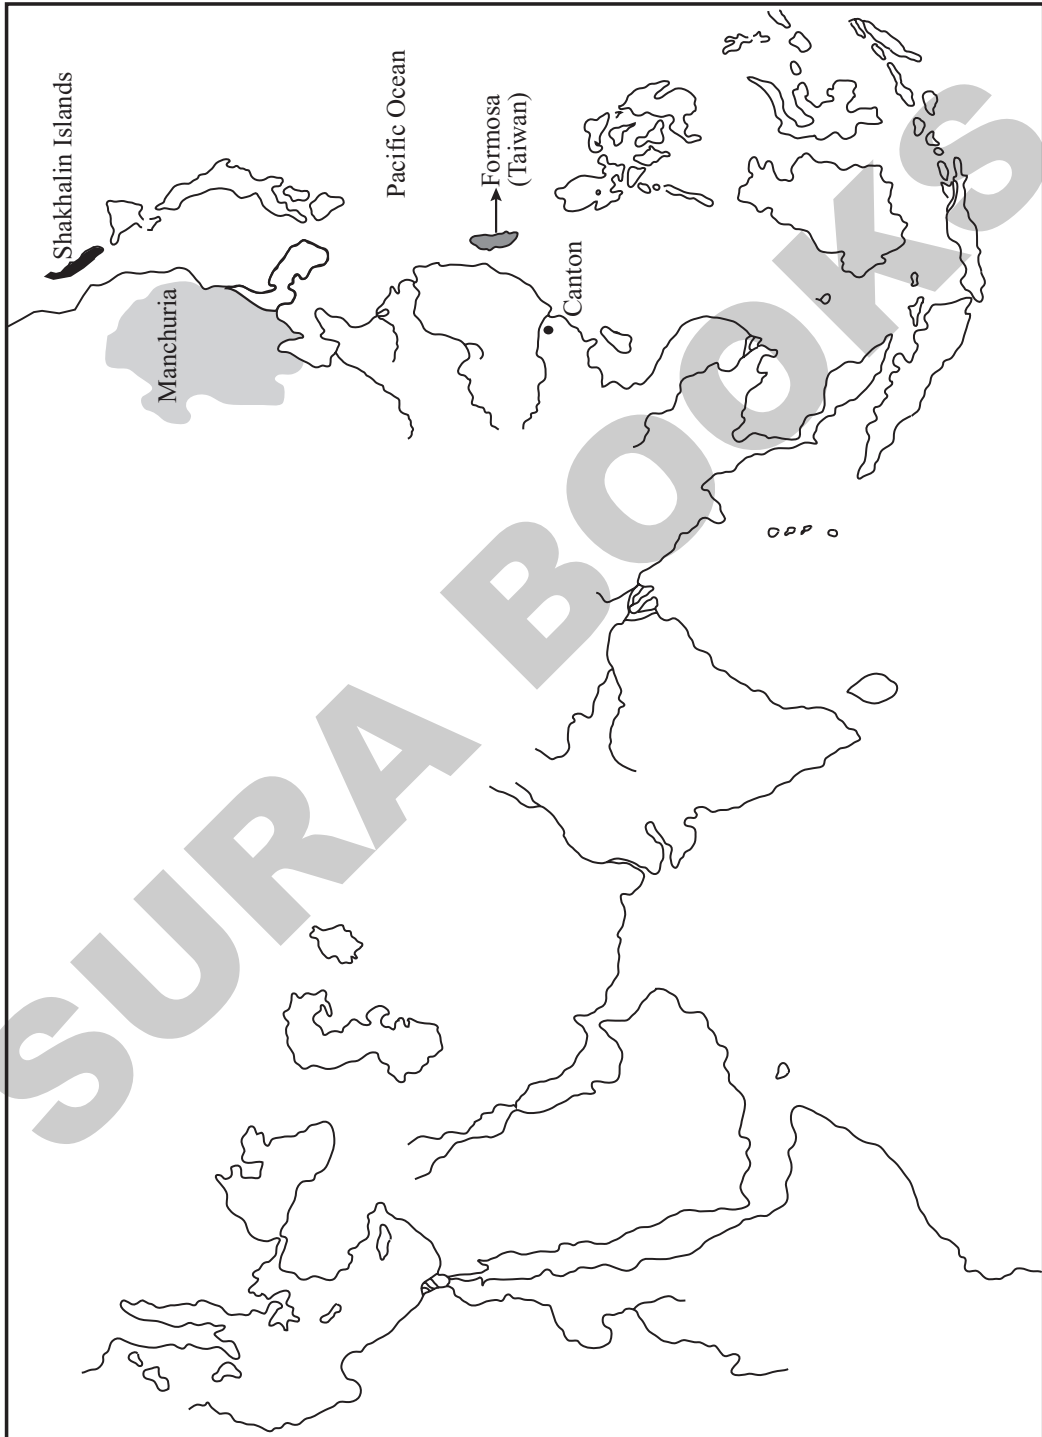 Shakhalin Islands
Manchuria
Pacific Ocean
Formosa
(Taiwan)
Canton
SURA BOOKS